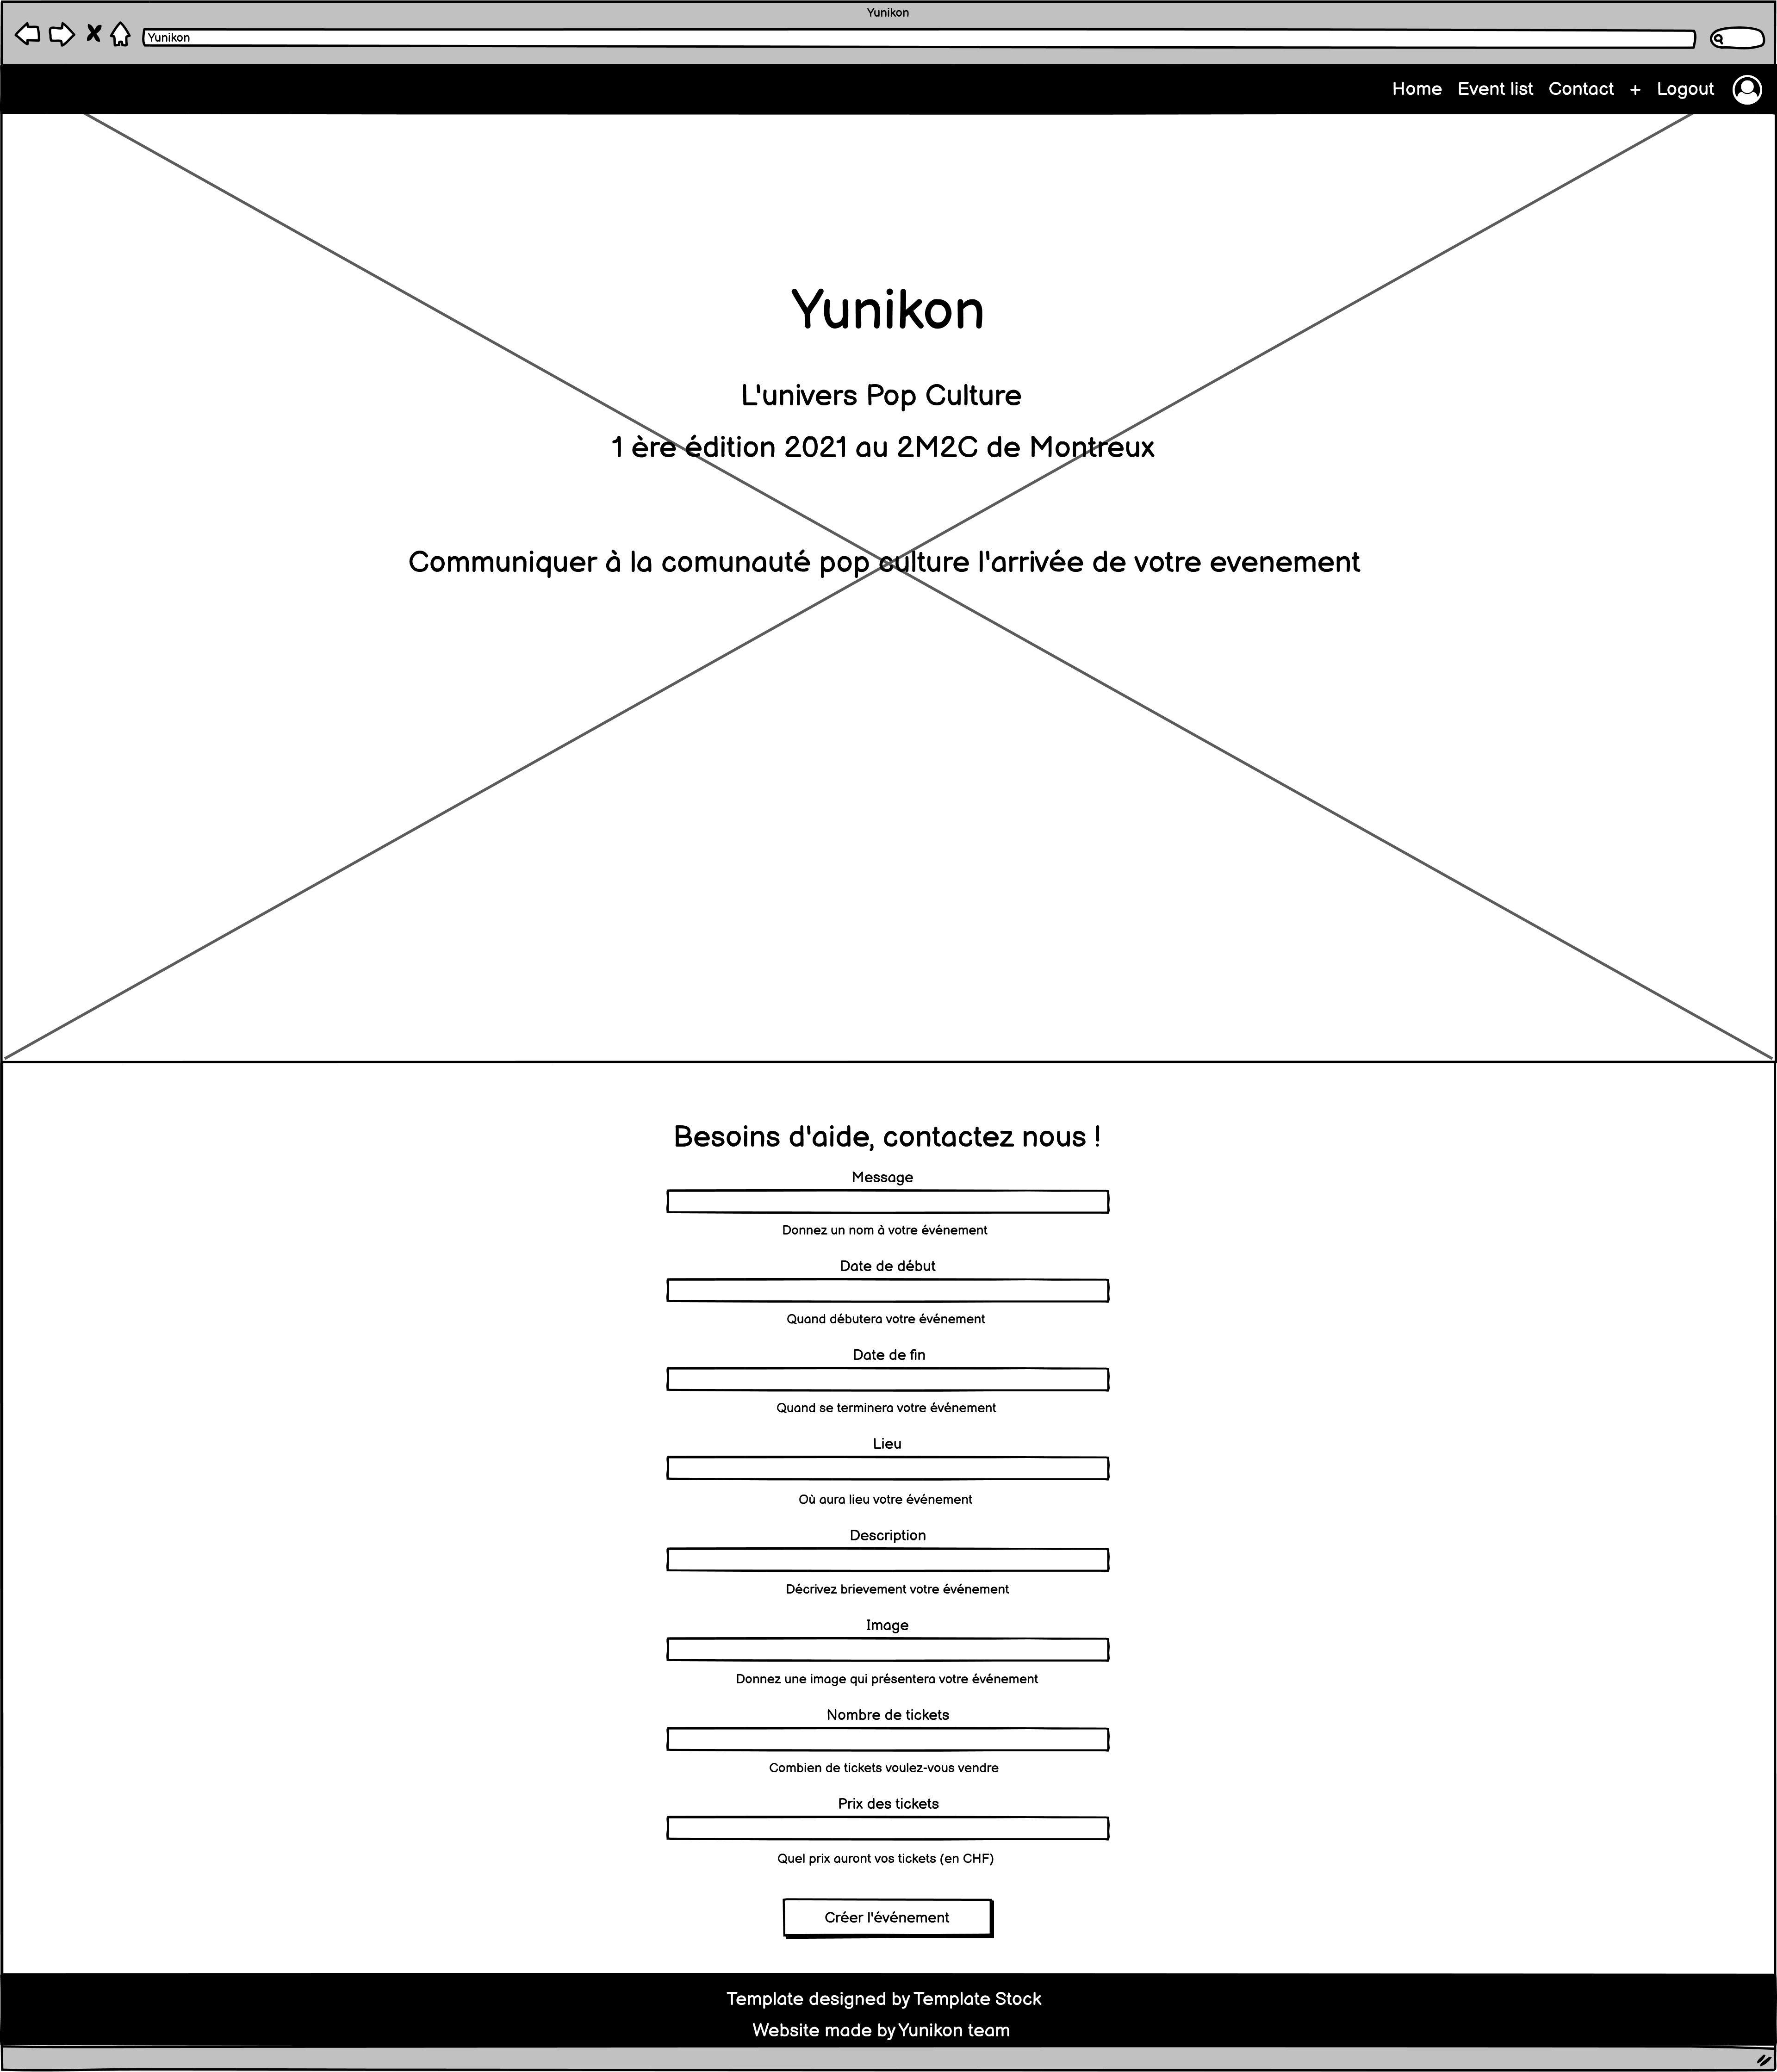 Yunikon
Yunikon
Home Event list Contact + Logout
Yunikon
L'univers Pop Culture
1 ère édition 2021 au 2M2C de Montreux
Communiquer à la comunauté pop culture l'arrivée de votre evenement
Besoins d'aide, contactez nous !
Message
Donnez un nom à votre événement
Date de début
Quand débutera votre événement
Date de fin
Quand se terminera votre événement
Lieu
Où aura lieu votre événement
Description
Décrivez brievement votre événement
Image
Donnez une image qui présentera votre événement
Nombre de tickets
Combien de tickets voulez-vous vendre
Prix des tickets
Quel prix auront vos tickets (en CHF)
Créer l'événement
Template designed by Template Stock
Website made by Yunikon team